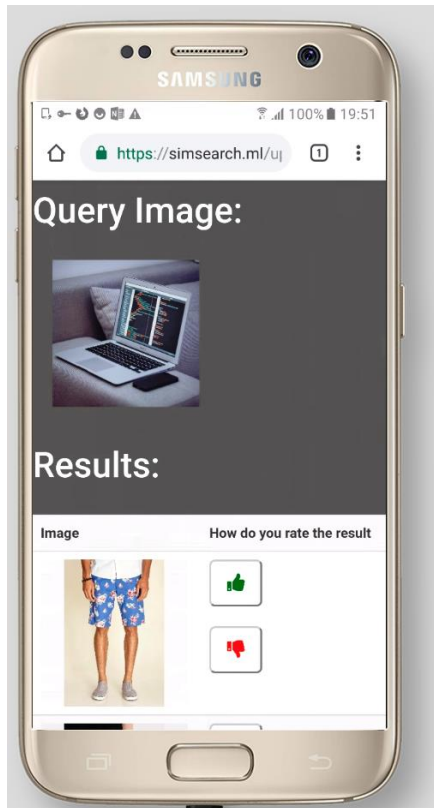 SAMSUNG
100% 19:51
https://simsearch.ml/u
1
Query Image:
Results:
Image How do you rate the result